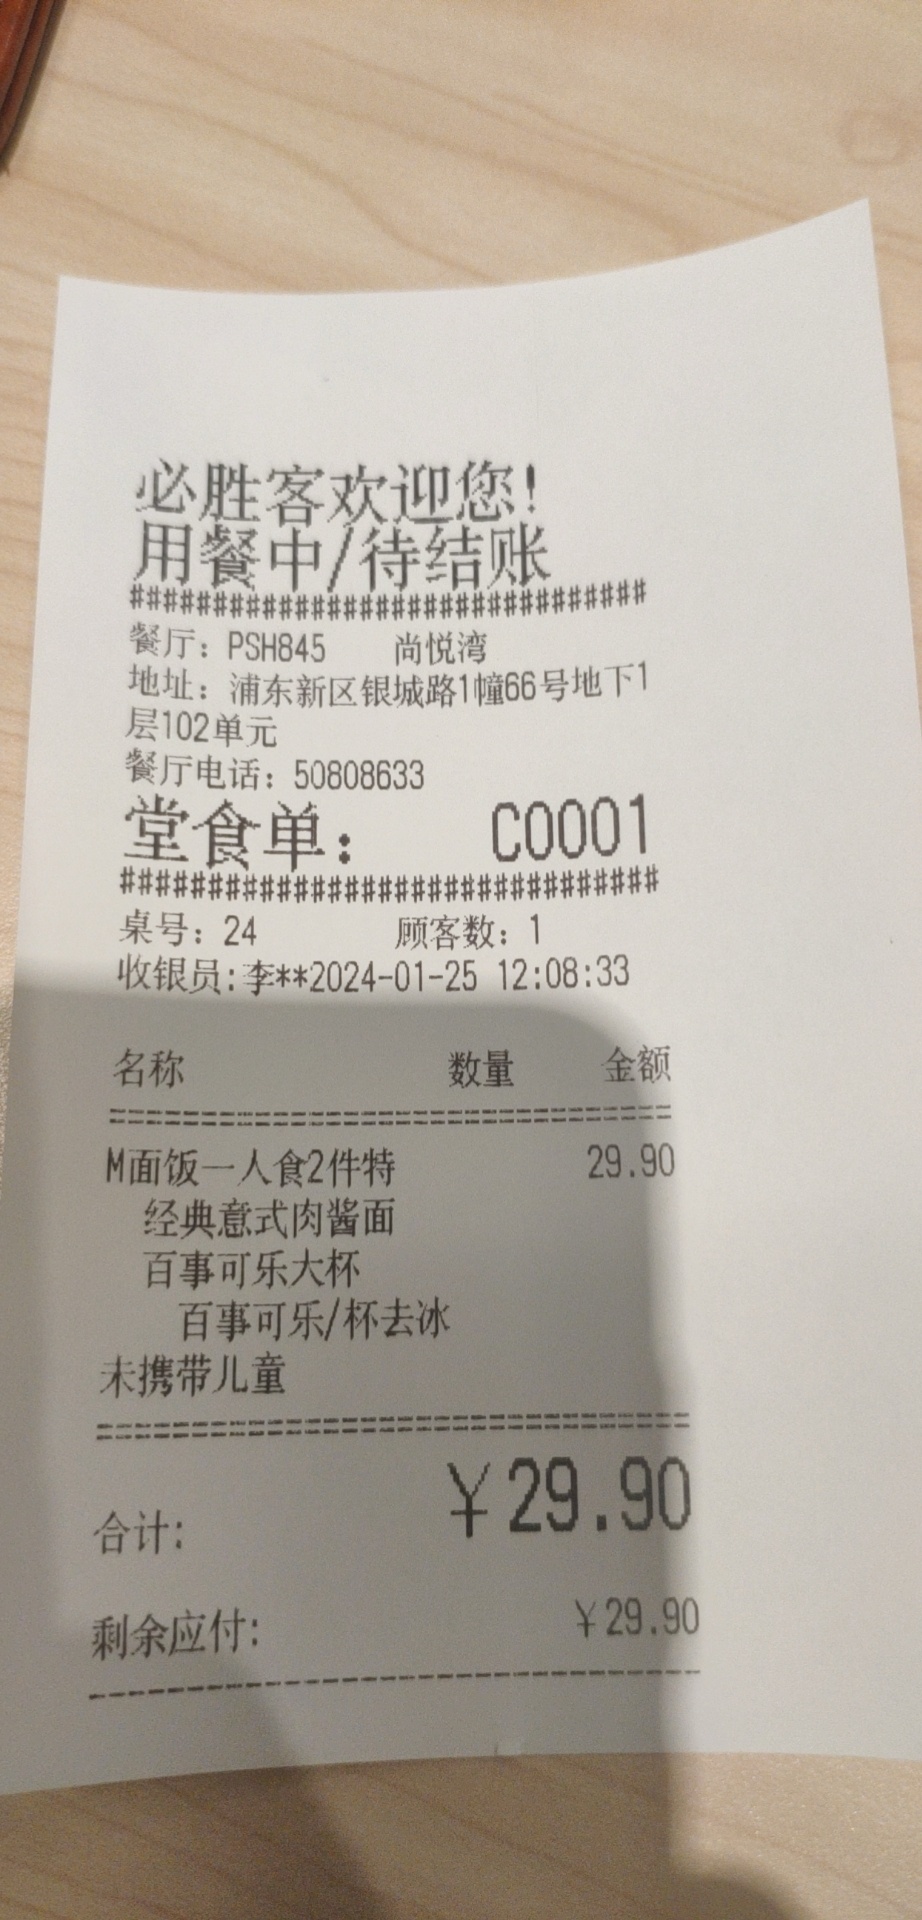 必胜客欢迎您!
用餐中/待结账
################################
餐厅: PSH845 尚悦湾
地址: 浦东新区银城路1幢66号地下1
层102单元
餐厅电话: 50808633
堂食单: C0001
################################
桌号: 24 顾客数: 1
收银员:李**2024-01-25 12:08:33
名称 数量 金额
================================
M面饭一人食2件特 29.90
经典意式肉酱面
百事可乐大杯
百事可乐/杯去冰
未携带儿童
================================
合计: ¥29.90
剩余应付: ¥29.90
--------------------------------